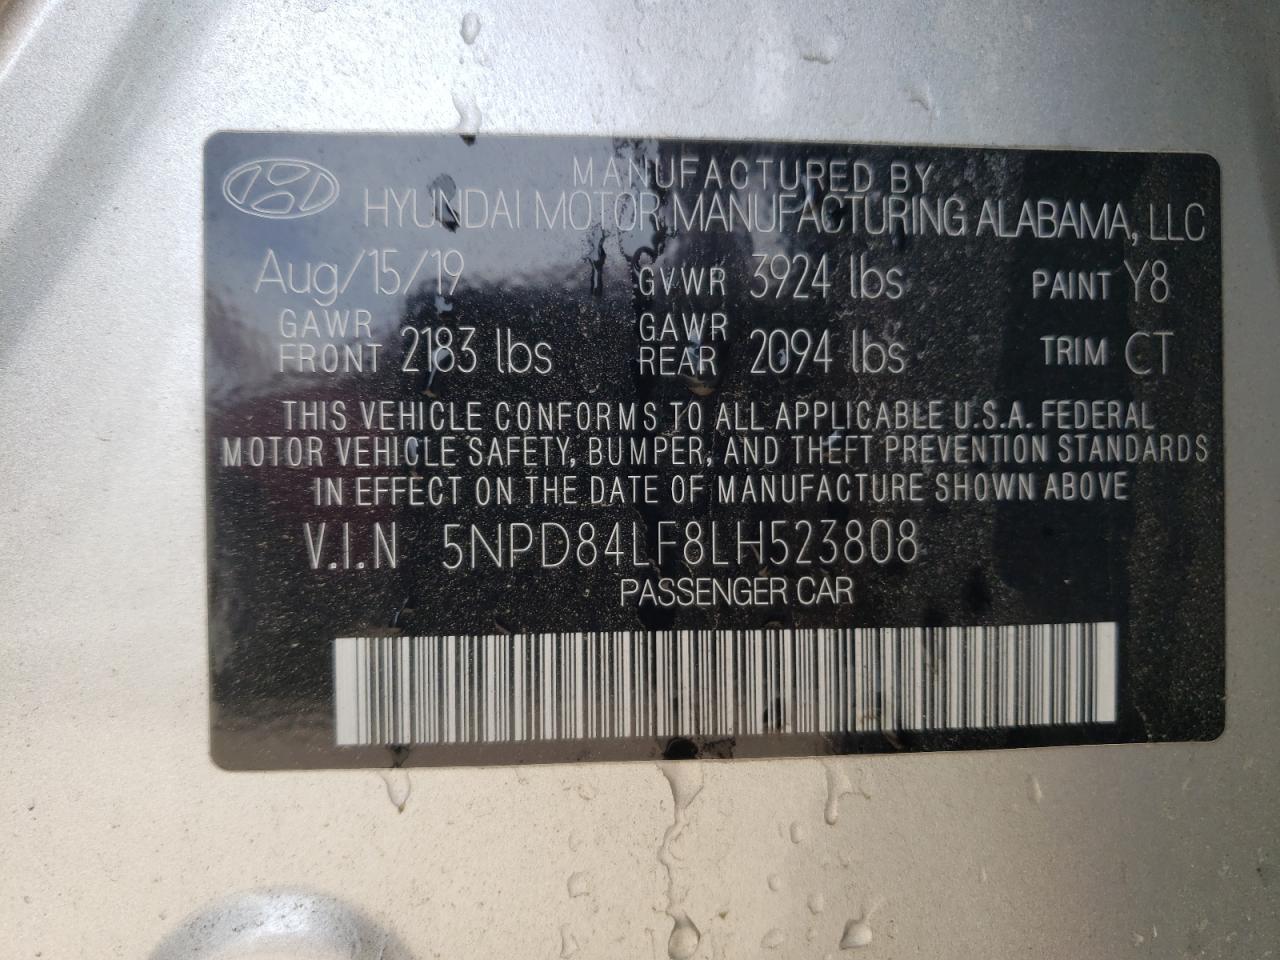 MANUFACTURED BY
HYUNDAI MOTOR MANUFACTURING ALABAMA, LLC
Aug/15/19 GVWR 3924 lbs PAINT Y8
GAWR FRONT 2183 lbs GAWR REAR 2094 lbs TRIM CT
THIS VEHICLE CONFORMS TO ALL APPLICABLE U.S.A. FEDERAL
MOTOR VEHICLE SAFETY, BUMPER, AND THEFT PREVENTION STANDARDS
IN EFFECT ON THE DATE OF MANUFACTURE SHOWN ABOVE
V.I.N 5NPD84LF8LH523808
PASSENGER CAR